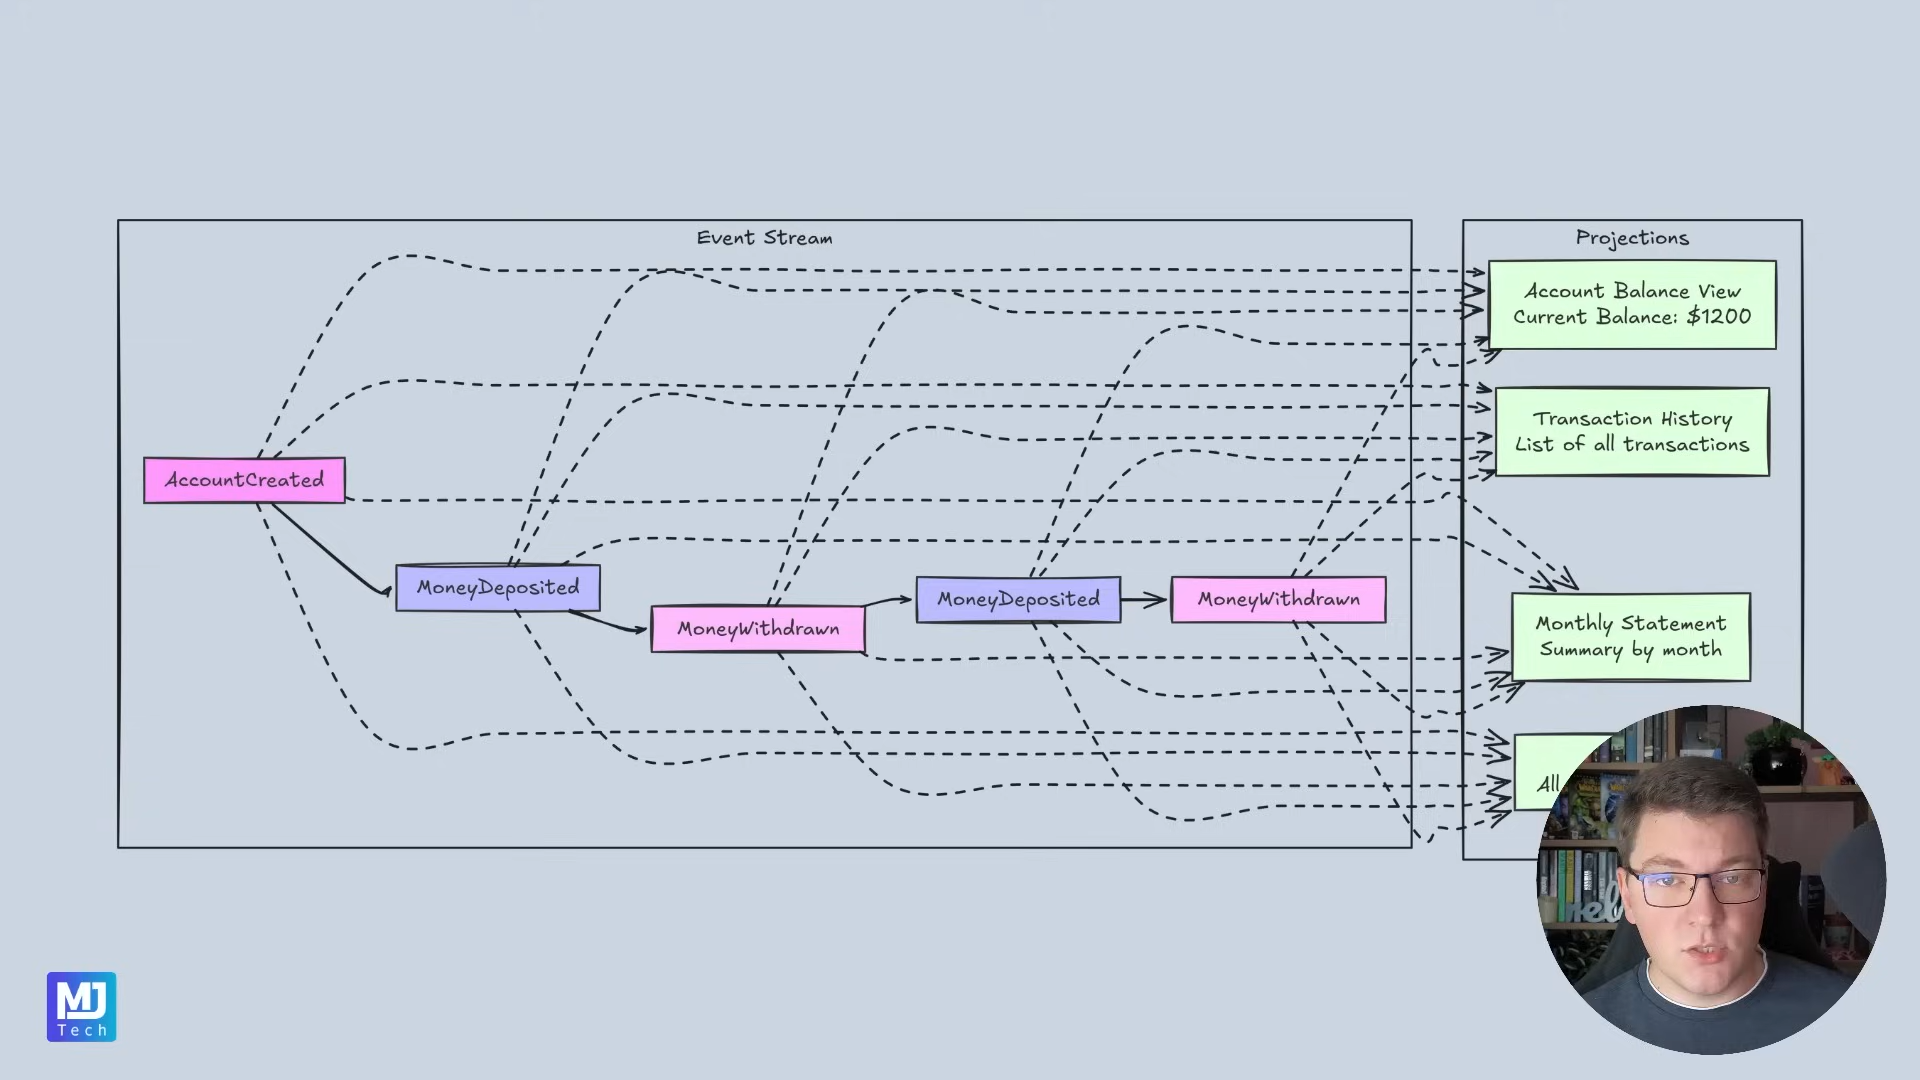 Event Stream
Projections
Account Balance View
Current Balance: $1200
Transaction History
List of all transactions
AccountCreated
MoneyDeposited
MoneyWithdrawn
MoneyDeposited
MoneyWithdrawn
Monthly Statement
Summary by month
All
MJ
Tech